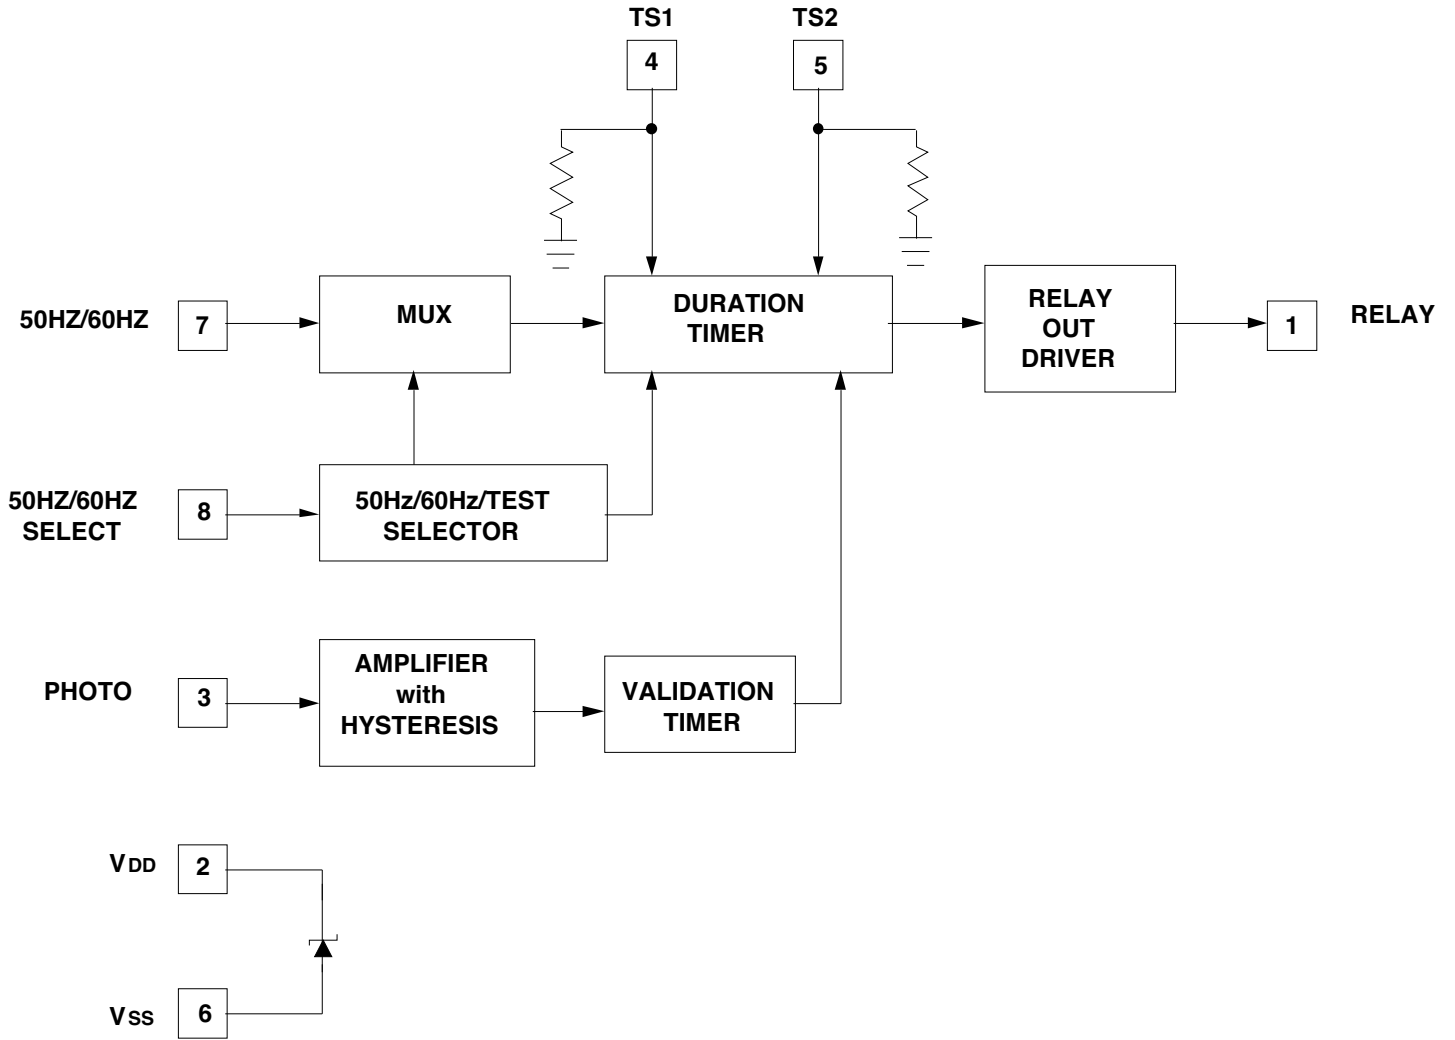 TS1
TS2
4
5
50HZ/60HZ
7
MUX
DURATION
TIMER
RELAY
OUT
DRIVER
1
RELAY
50HZ/60HZ
SELECT
8
50Hz/60Hz/TEST
SELECTOR
PHOTO
3
AMPLIFIER
with
HYSTERESIS
VALIDATION
TIMER
VDD
2
VSS
6